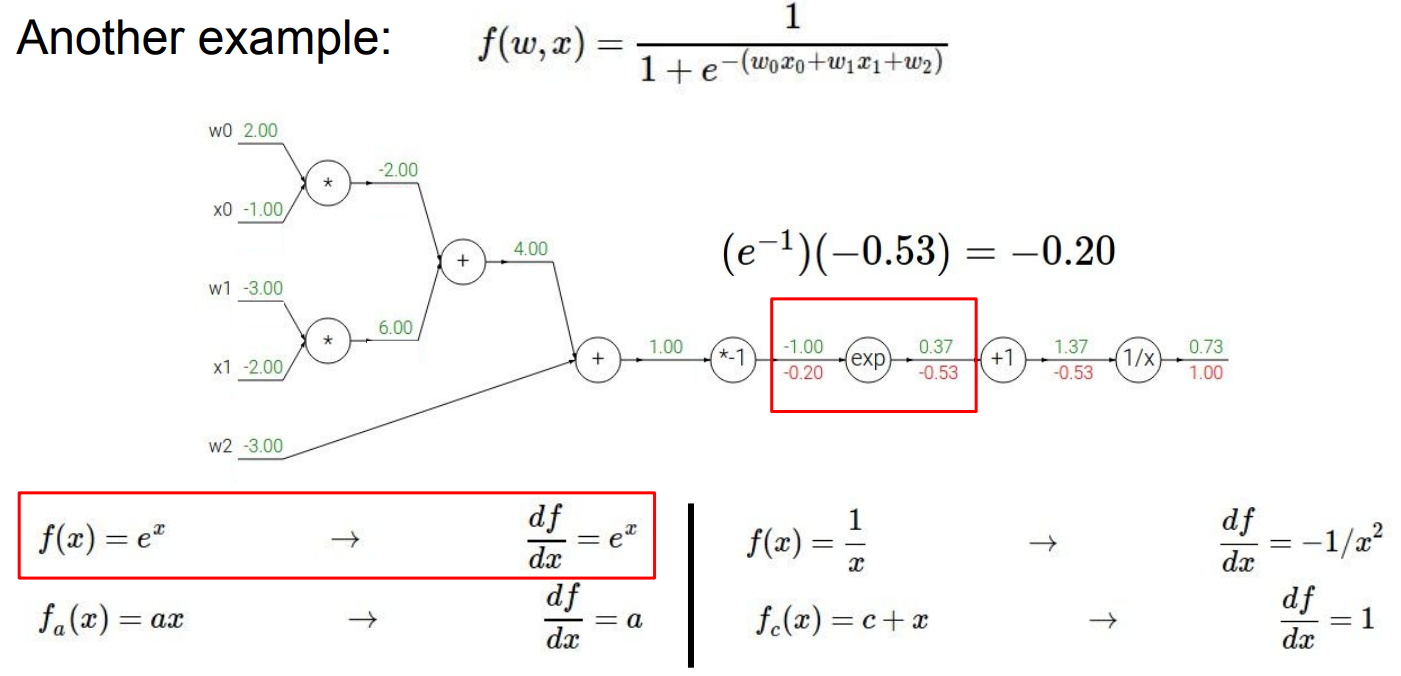 Another example:
f(w, x) = 1 / (1 + e^{-(w_0x_0+w_1x_1+w_2)})
w0 2.00
*
-2.00
x0 -1.00
+
4.00
(e^{-1})(-0.53) = -0.20
w1 -3.00
*
6.00
x1 -2.00
+
1.00
*-1
-1.00
-0.20
exp
0.37
-0.53
+1
1.37
-0.53
1/x
0.73
1.00
w2 -3.00
f(x) = e^x → df/dx = e^x
f_a(x) = ax → df/dx = a
f(x) = 1/x → df/dx = -1/x^2
f_c(x) = c + x → df/dx = 1